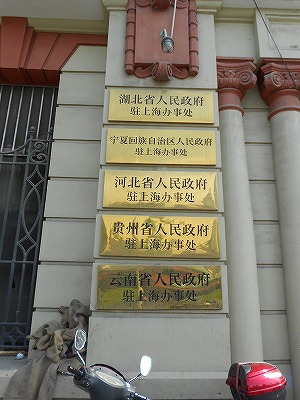 湖北省人民政府
驻上海办事处
宁夏回族自治区人民政府
驻上海办事处
河北省人民政府
驻上海办事处
贵州省人民政府
驻上海办事处
云南省人民政府
驻上海办事处